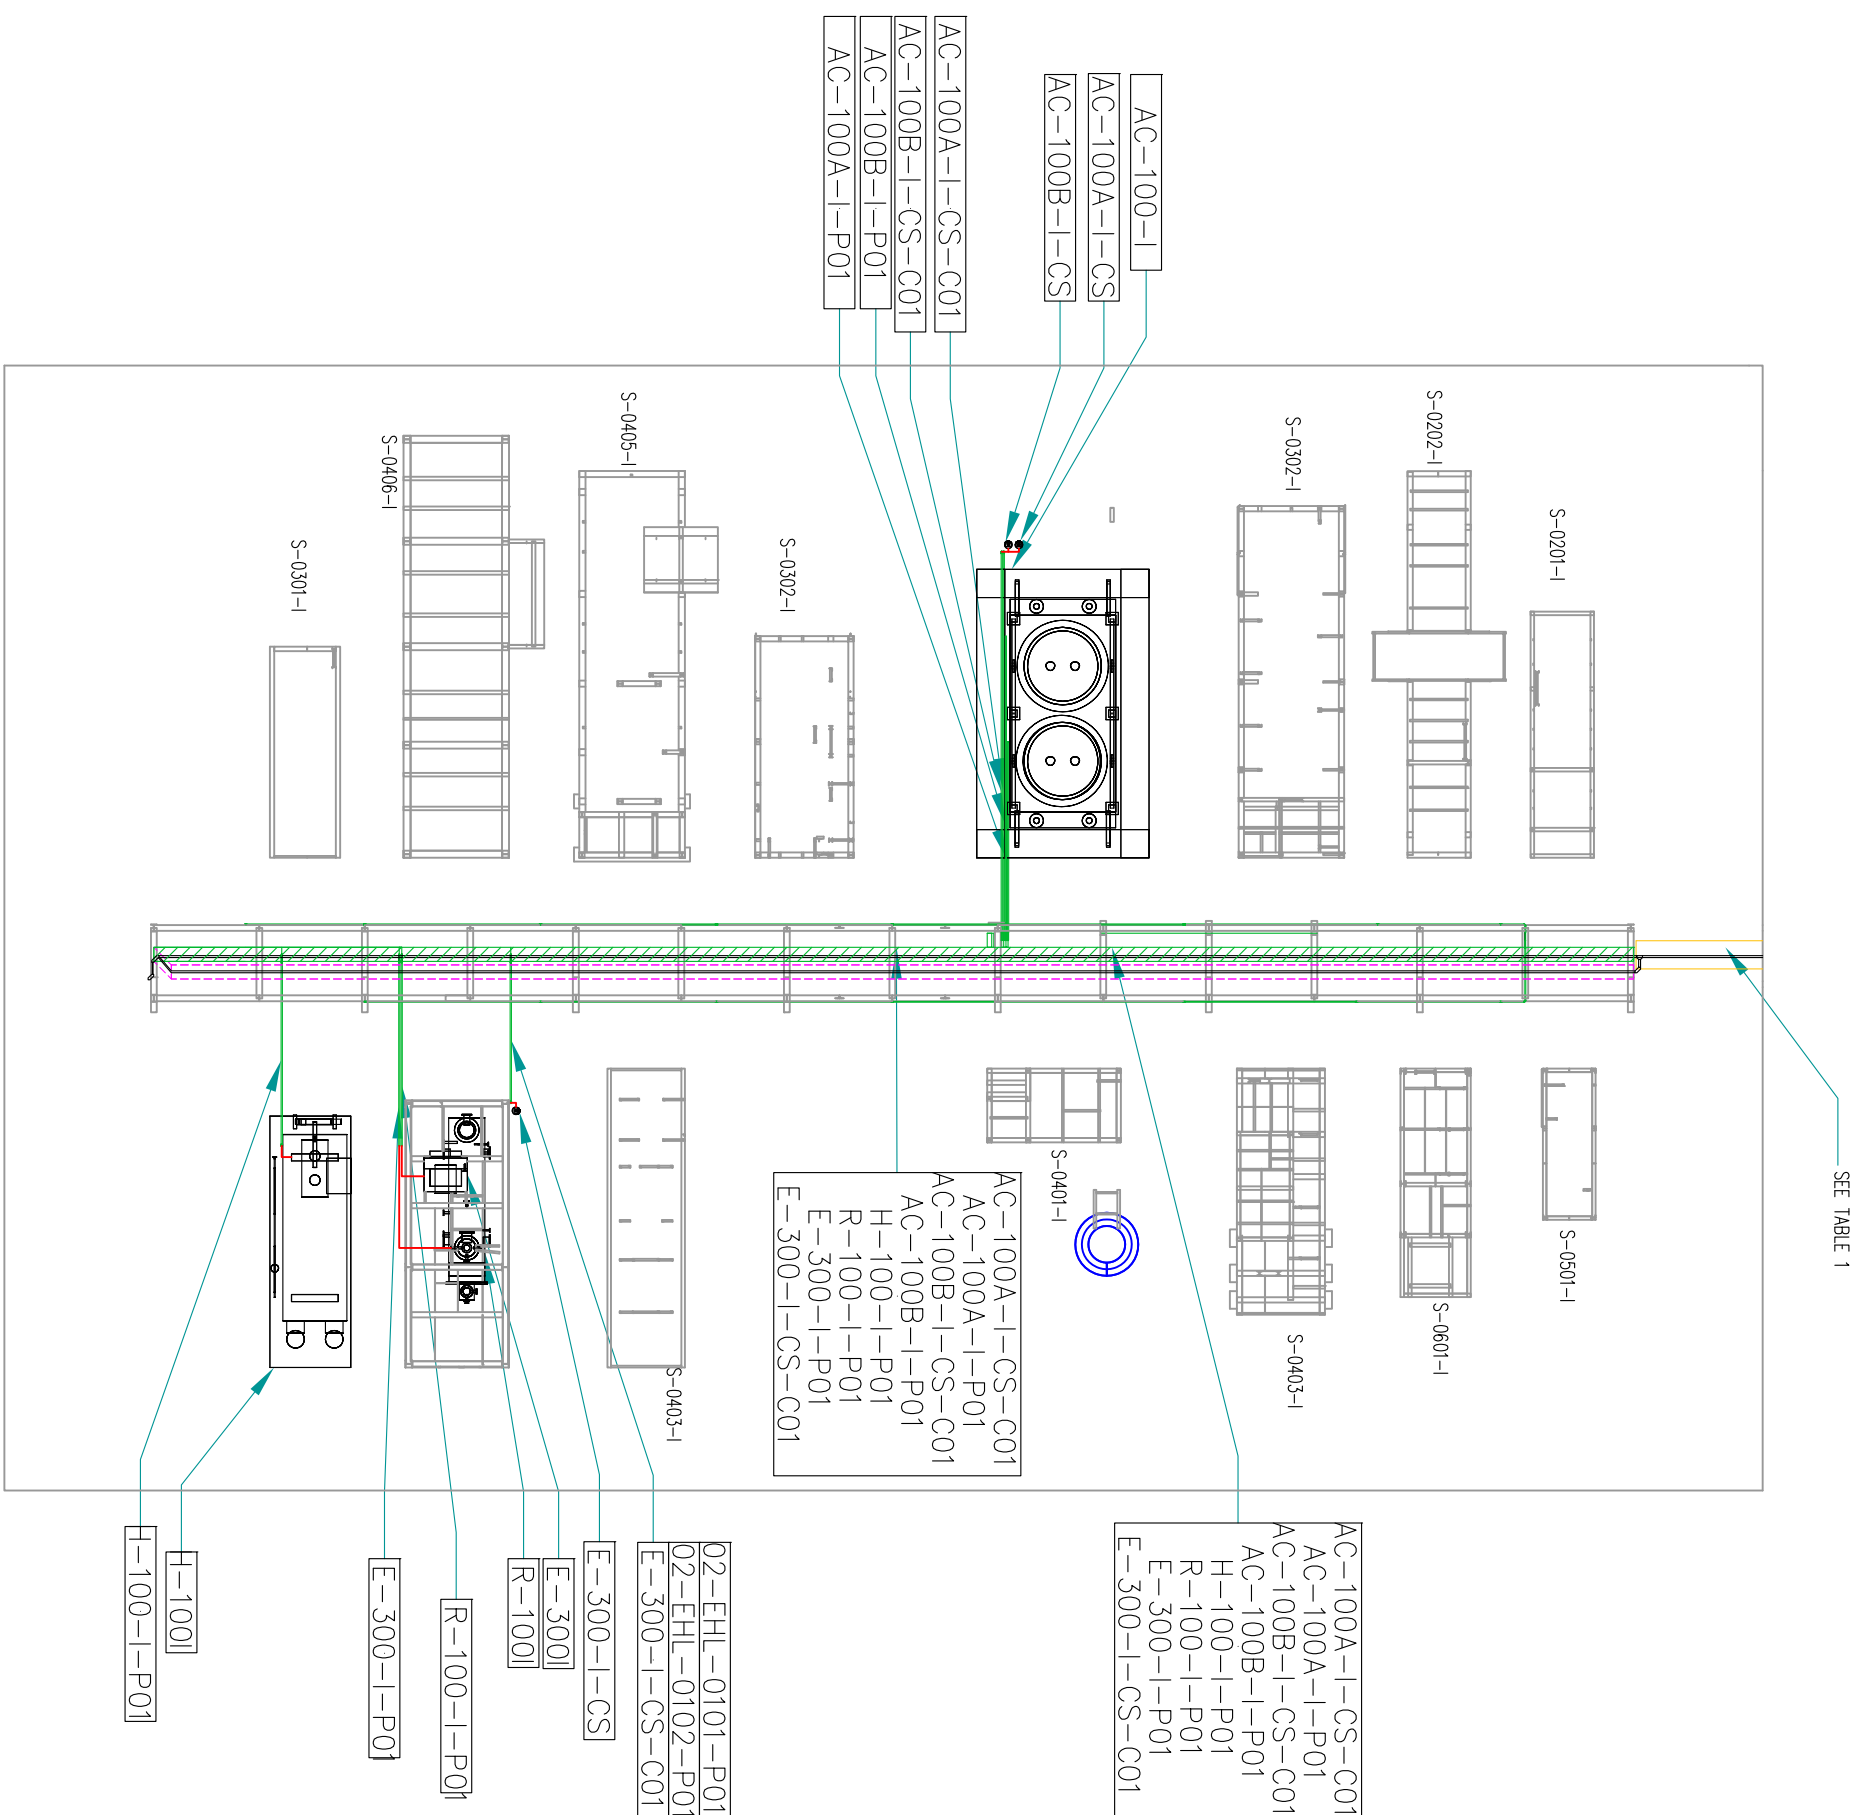 SEE TABLE 1
AC-100-I
AC-100A-I-CS
AC-100B-I-CS
AC-100A-I-CS-C01
AC-100B-I-CS-C01
AC-100B-I-P01
AC-100A-I-P01
S-0201-I
S-0202-I
S-0302-I
S-0302-I
S-0405-I
S-0406-I
S-0301-I
S-0501-I
S-0601-I
S-0403-I
S-0401-I
S-0403-I
AC-100A-I-CS-C01
AC-100A-I-P01
AC-100B-I-CS-C01
AC-100B-I-P01
H-100-I-P01
R-100-I-P01
E-300-I-P01
E-300-I-CS-C01
AC-100A-I-CS-C01
AC-100A-I-P01
AC-100B-I-CS-C01
AC-100B-I-P01
H-100-I-P01
R-100-I-P01
E-300-I-P01
E-300-I-CS-C01
02-EHL-0101-P01
02-EHL-0102-P01
E-300-I-CS-C01
E-300-I-CS
E-300I
R-100I
R-100-I-P01
E-300-I-P01
H-100I
H-100-I-P01